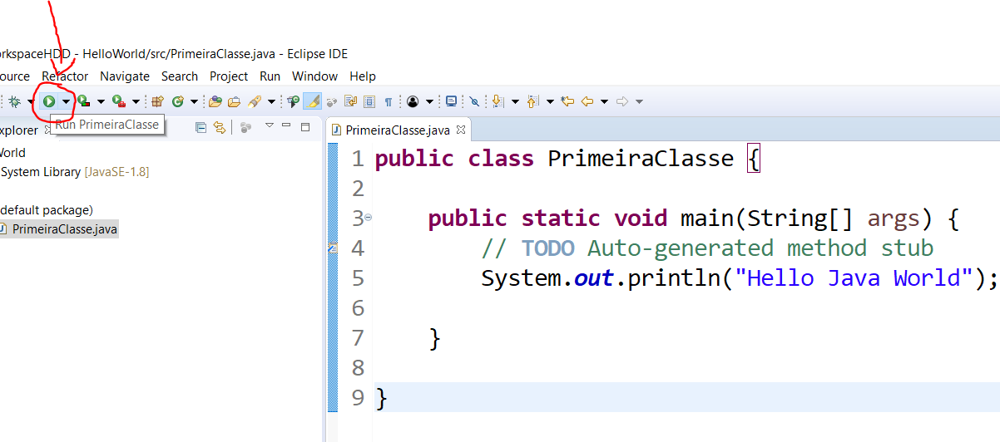 orkspaceHDD - HelloWorld/src/PrimeiraClasse.java - Eclipse IDE
ource Refactor Navigate Search Project Run Window Help
Run PrimeiraClasse
xplorer
PrimeiraClasse.java
World
System Library [JavaSE-1.8]
default package)
PrimeiraClasse.java
1 public class PrimeiraClasse {
2
3 public static void main(String[] args) {
4 // TODO Auto-generated method stub
5 System.out.println("Hello Java World");
6
7 }
8
9 }